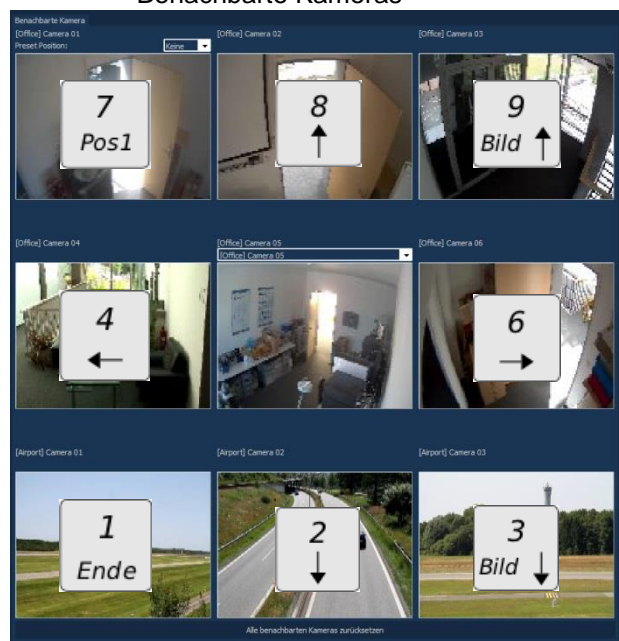 Benachbarte Kameras
Benachbarte Kamera
[Office] Camera 01
[Office] Camera 02
[Office] Camera 03
Preset Position:
Keine
7
Pos1
8
↑
9
Bild ↑
[Office] Camera 04
[Office] Camera 05
[Office] Camera 06
[Office] Camera 05
4
←
6
→
[Airport] Camera 01
[Airport] Camera 02
[Airport] Camera 03
1
Ende
2
↓
3
Bild ↓
Alle benachbarten Kameras zurücksetzen